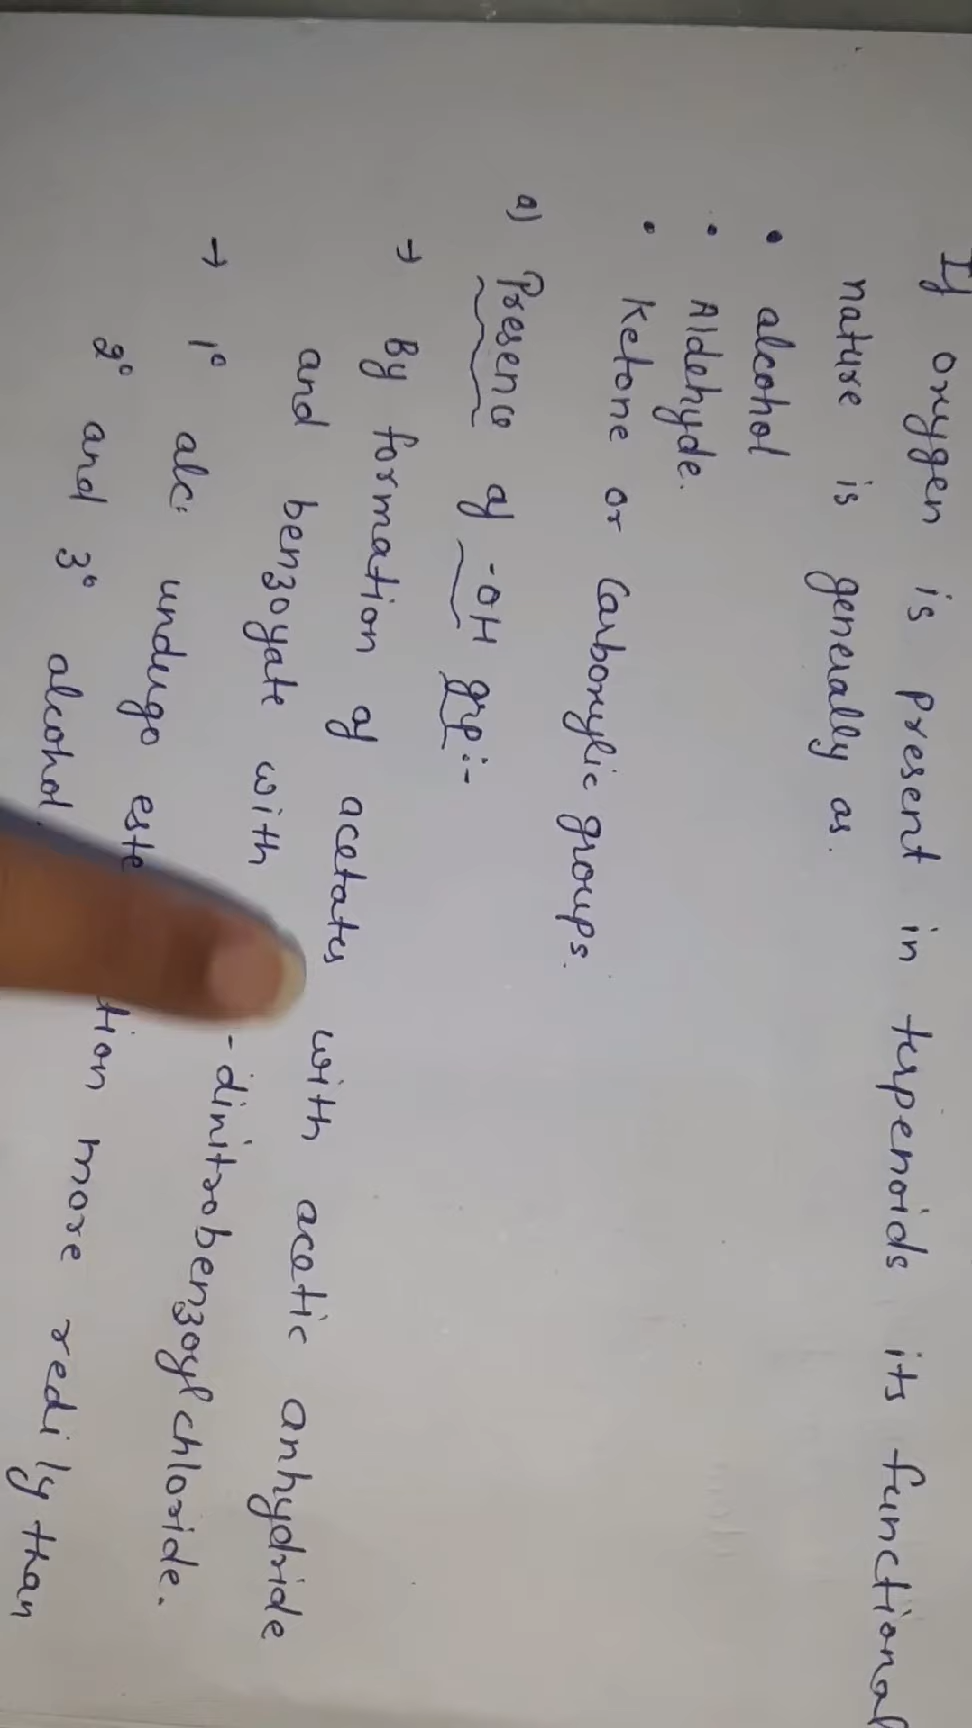 If oxygen is present in terpenoids its functional
nature is generally as.
• alcohol
• Aldehyde.
• Ketone or Carboxylic groups.
a) Presence of -OH grp :-
→ By formation of acetates with acetic anhydride
and benzoyate with -dinitrobenzoyl chloride.
→ 1° alc. undergo este tion more redily than
2° and 3° alcohol.